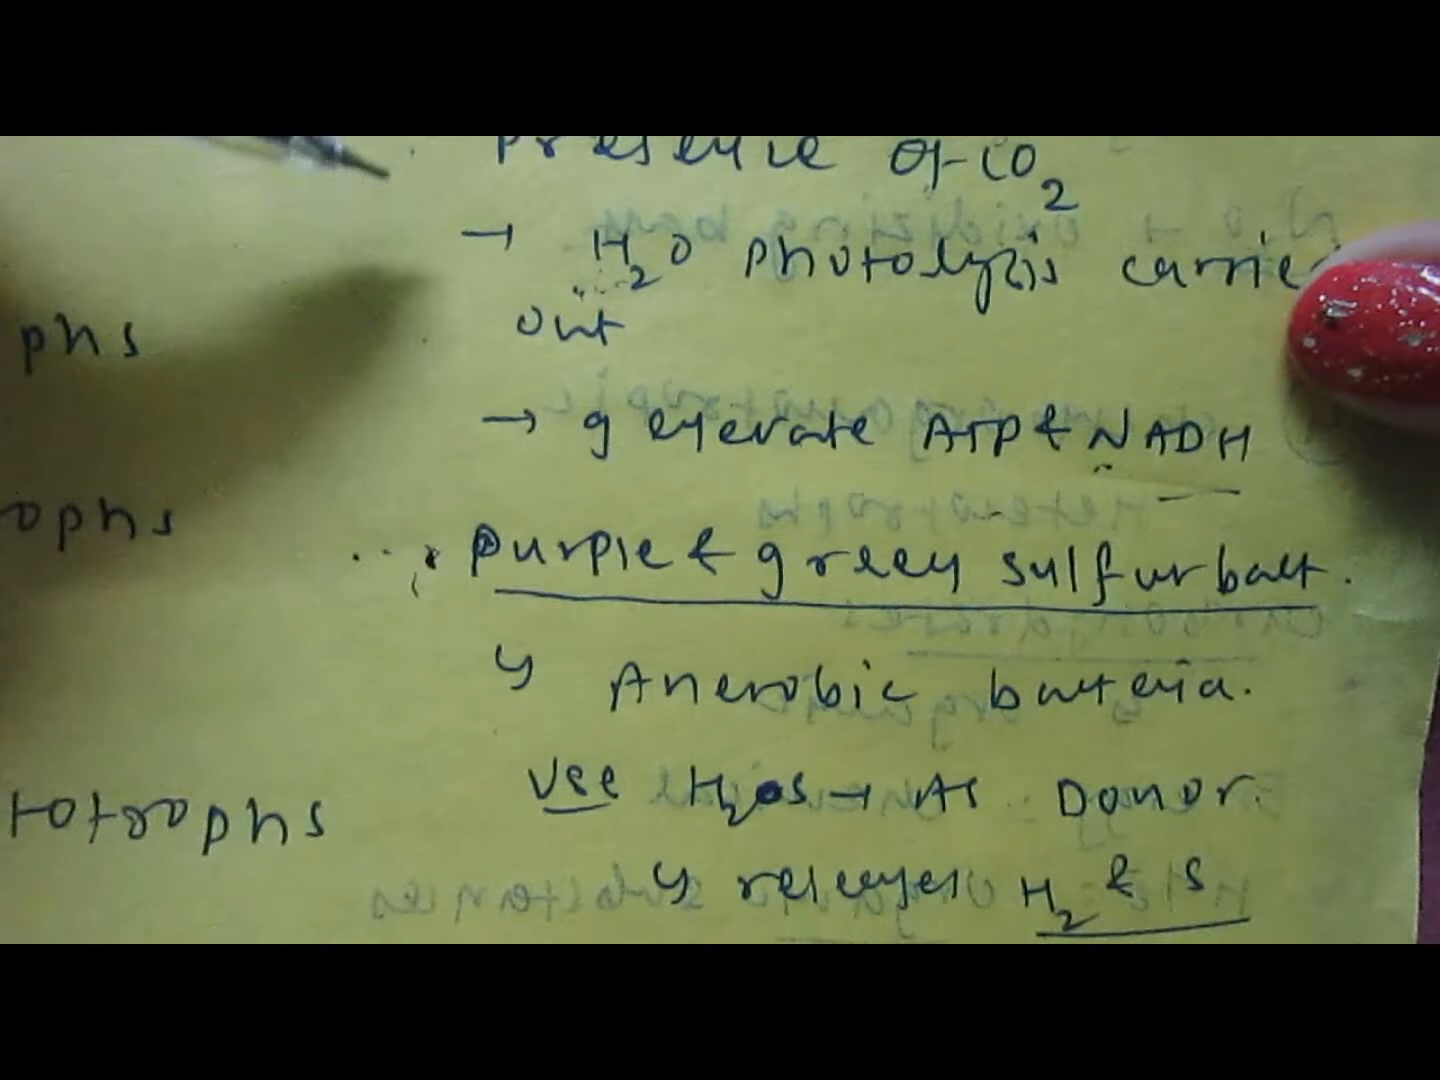 Presence of CO2
→ H2O photolysis carrie
out
phs
→ generate ATP & NADH
ophs
Purple & green sulfur bact.
↳ Anerobic bacteria.
Use H2S → As Donor.
totrophs
↳ releases H2 & S